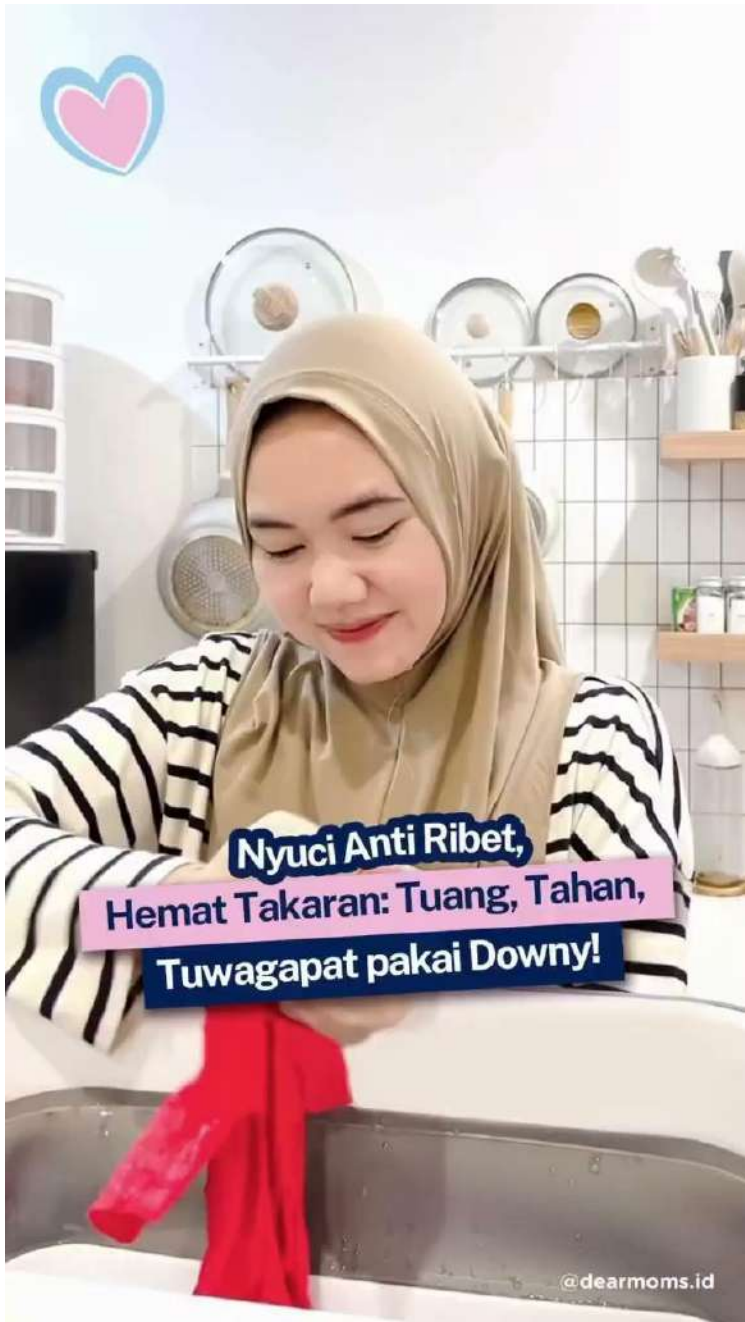 Nyuci Anti Ribet,
Hemat Takaran: Tuang, Tahan,
Tuwagapat pakai Downy!
@dearmoms.id